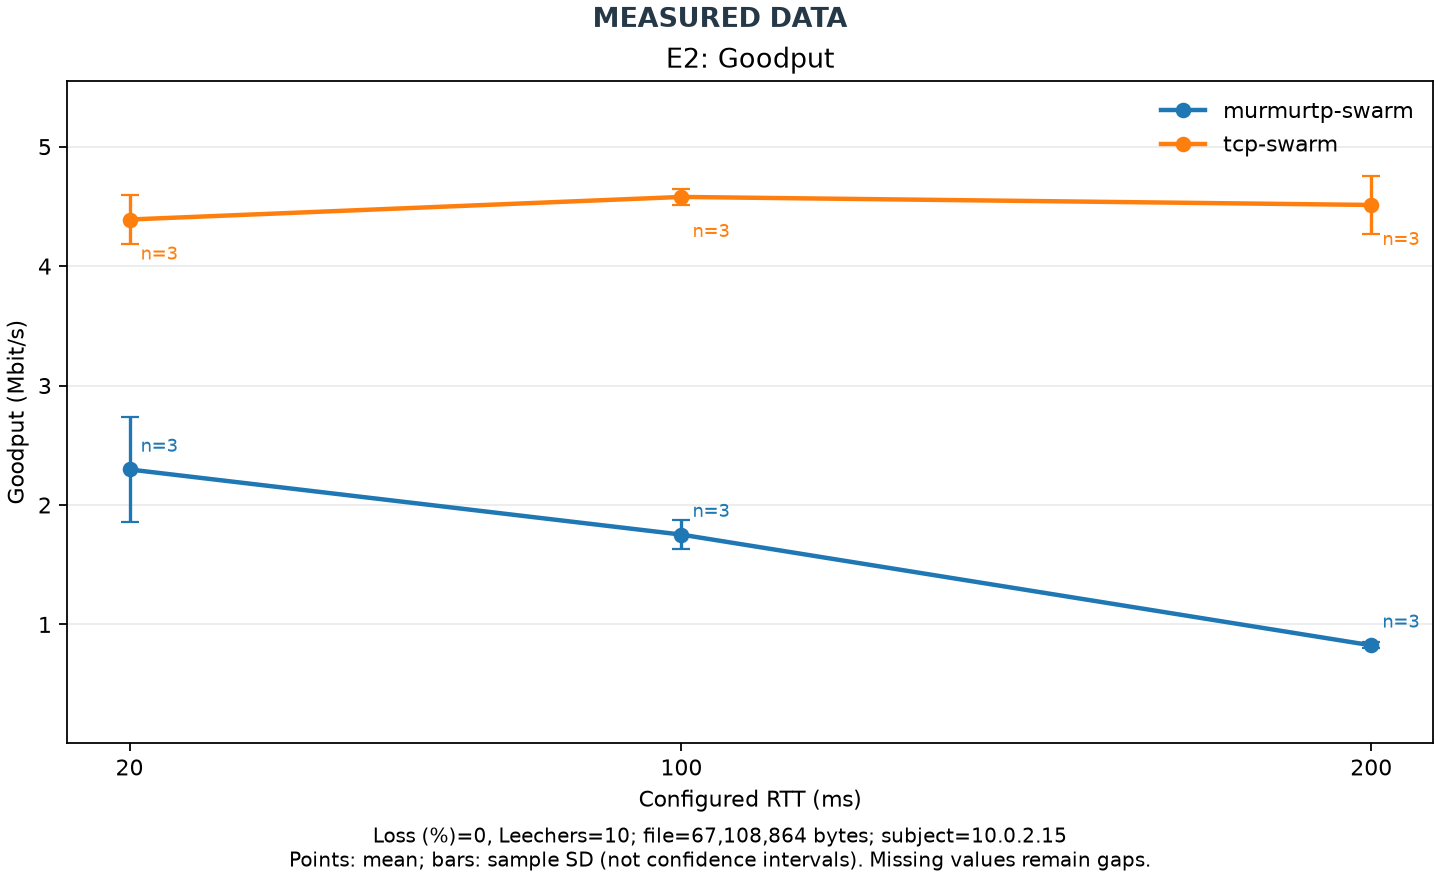 MEASURED DATA
E2: Goodput
murmurtp-swarm
tcp-swarm
5
4
3
2
1
Goodput (Mbit/s)
n=3
n=3
n=3
n=3
n=3
n=3
20
100
200
Configured RTT (ms)
Loss (%)=0, Leechers=10; file=67,108,864 bytes; subject=10.0.2.15
Points: mean; bars: sample SD (not confidence intervals). Missing values remain gaps.